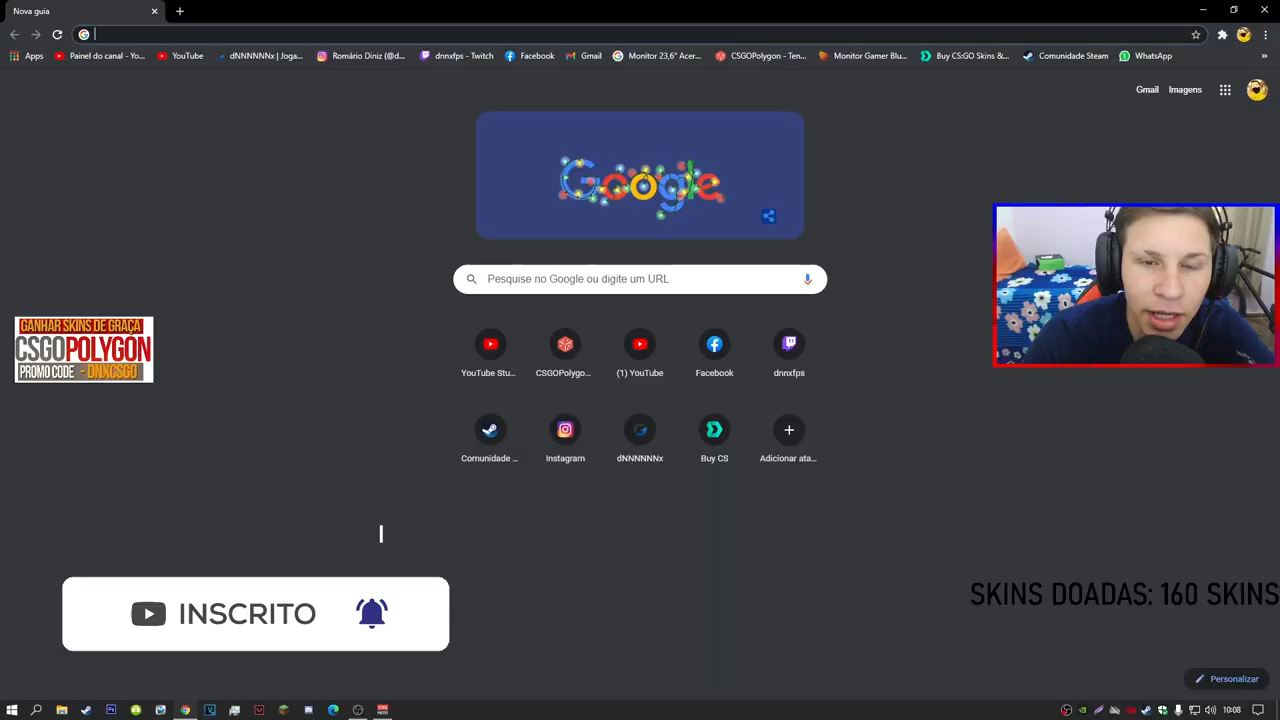 Nova guia
Apps
Painel do canal - Yo...
YouTube
dNNNNNx | Joga...
Romário Diniz (@d...
dnnxfps - Twitch
Facebook
Gmail
Monitor 23,6" Acer...
CSGOPolygon - Ten...
Monitor Gamer Blu...
Buy CS:GO Skins &...
Comunidade Steam
WhatsApp
»
Gmail
Imagens
Google
Pesquise no Google ou digite um URL
GANHAR SKINS DE GRAÇA
CSGOPOLYGON
PROMO CODE - DNXCSGO
YouTube Stu...
CSGOPolygo...
(1) YouTube
Facebook
dnnxfps
Comunidade ...
Instagram
dNNNNNx
Buy CS
Adicionar ata...
INSCRITO
SKINS DOADAS: 160 SKINS
Personalizar
10:08